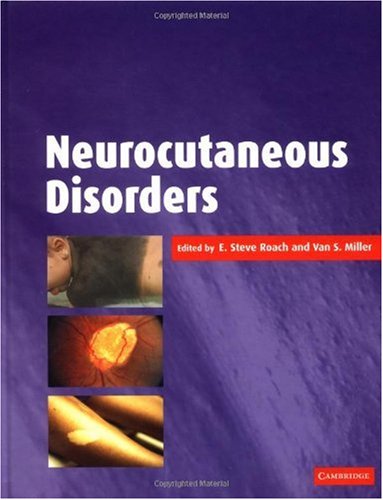 Copyrighted Material
Neurocutaneous
Disorders
Edited by E. Steve Roach and Van S. Miller
CAMBRIDGE
Copyrighted Material